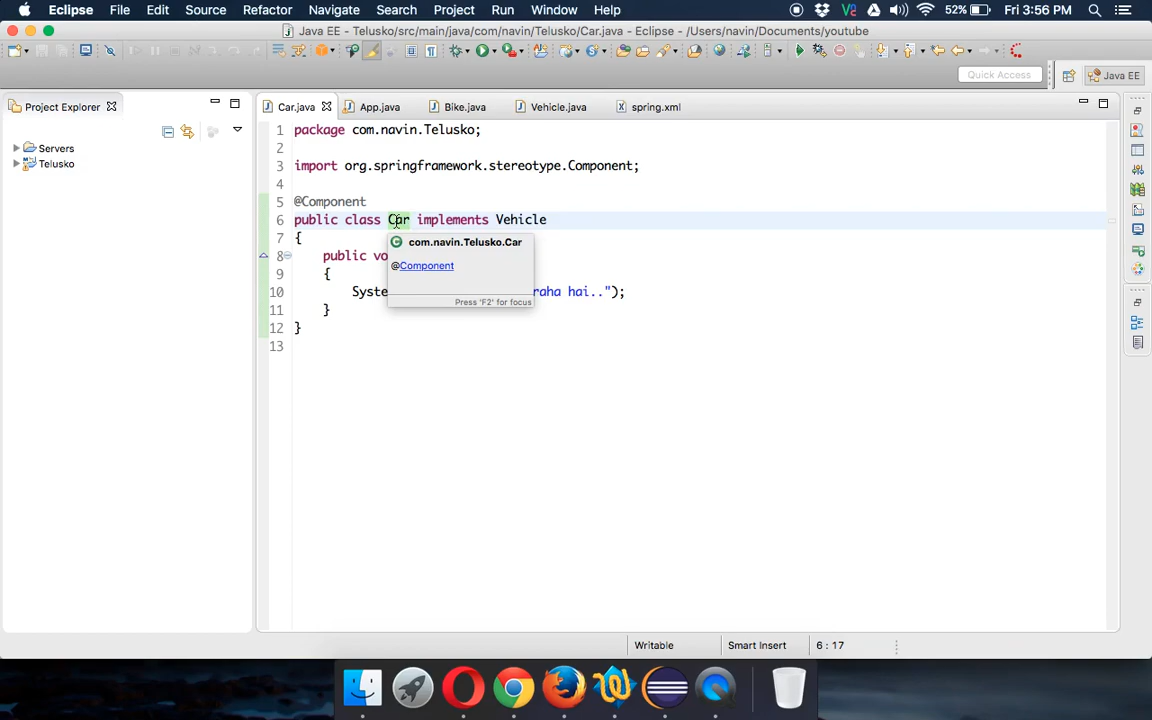 Eclipse File Edit Source Refactor Navigate Search Project Run Window Help 52% Fri 3:56 PM
Java EE - Telusko/src/main/java/com/navin/Telusko/Car.java - Eclipse - /Users/navin/Documents/youtube
Quick Access Java EE
Project Explorer Car.java App.java Bike.java Vehicle.java spring.xml
Servers
Telusko
1 package com.navin.Telusko;
2
3 import org.springframework.stereotype.Component;
4
5 @Component
6 public class Car implements Vehicle
7 {
8 public vo
9 {
10 Syste raha hai..");
11 }
12 }
13
com.navin.Telusko.Car
@Component
Press 'F2' for focus
Writable Smart Insert 6 : 17